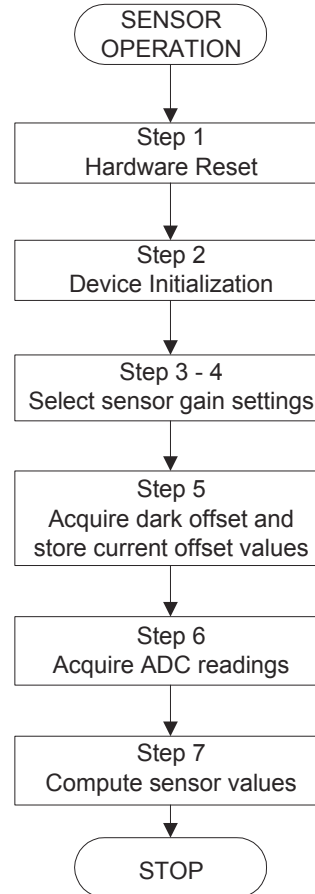 SENSOR
OPERATION
Step 1
Hardware Reset
Step 2
Device Initialization
Step 3 - 4
Select sensor gain settings
Step 5
Acquire dark offset and
store current offset values
Step 6
Acquire ADC readings
Step 7
Compute sensor values
STOP